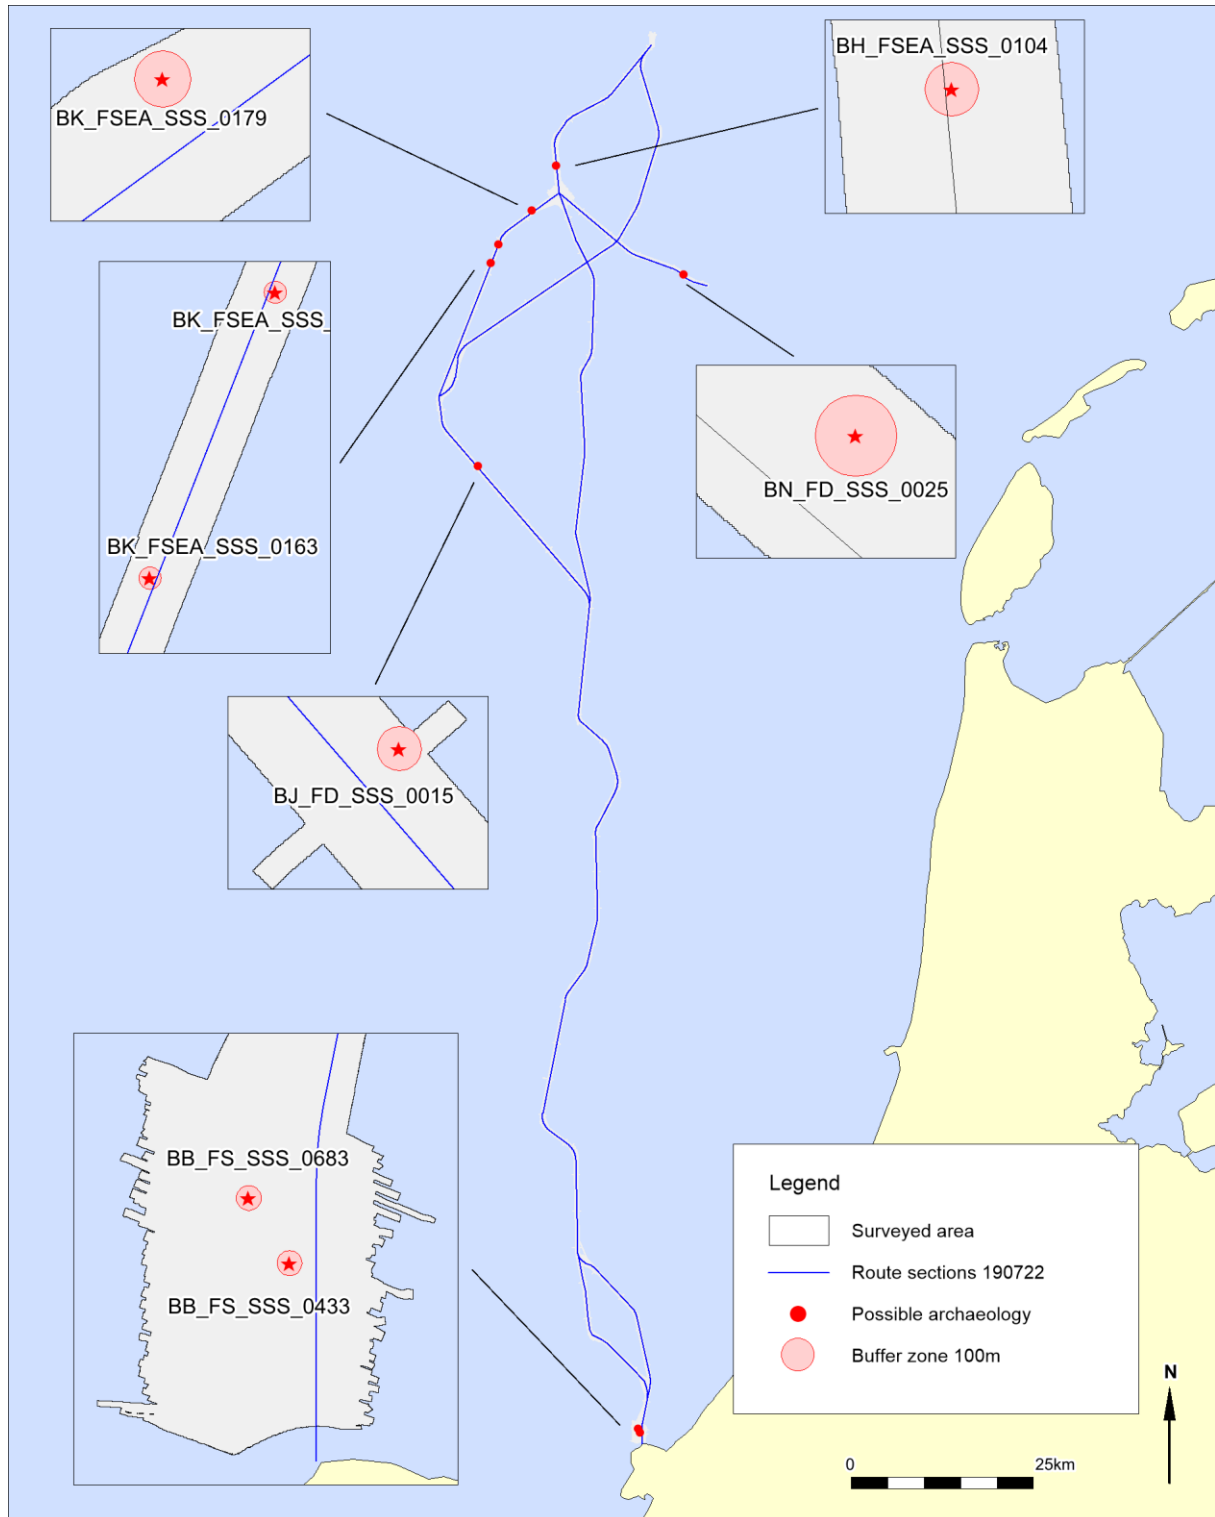 BH_FSEA_SSS_0104
BK_FSEA_SSS_0179
BK_FSEA_SSS_
BK_FSEA_SSS_0163
BN_FD_SSS_0025
BJ_FD_SSS_0015
BB_FS_SSS_0683
BB_FS_SSS_0433
Legend
Surveyed area
Route sections 190722
Possible archaeology
Buffer zone 100m
N
0 25km